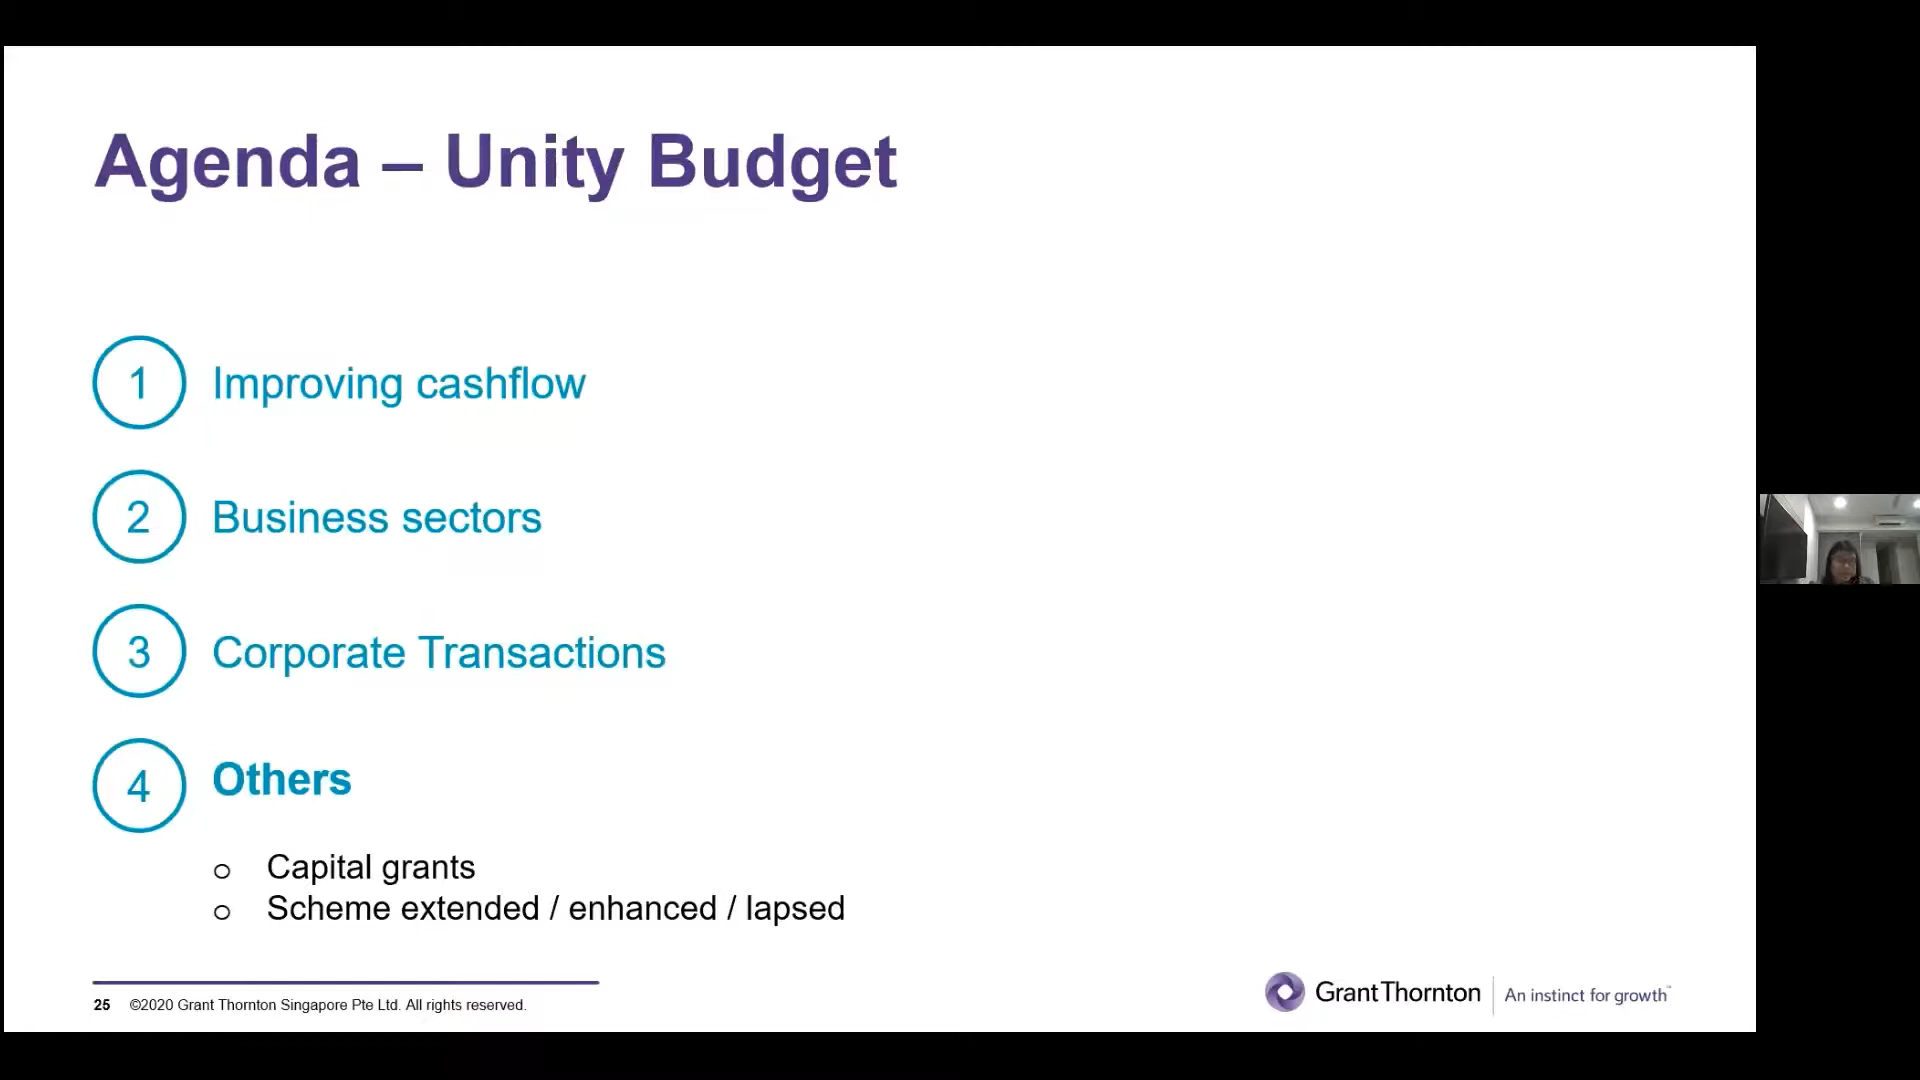 Agenda – Unity Budget
1 Improving cashflow
2 Business sectors
3 Corporate Transactions
4 Others
o Capital grants
o Scheme extended / enhanced / lapsed
25 ©2020 Grant Thornton Singapore Pte Ltd. All rights reserved.
Grant Thornton An instinct for growth™